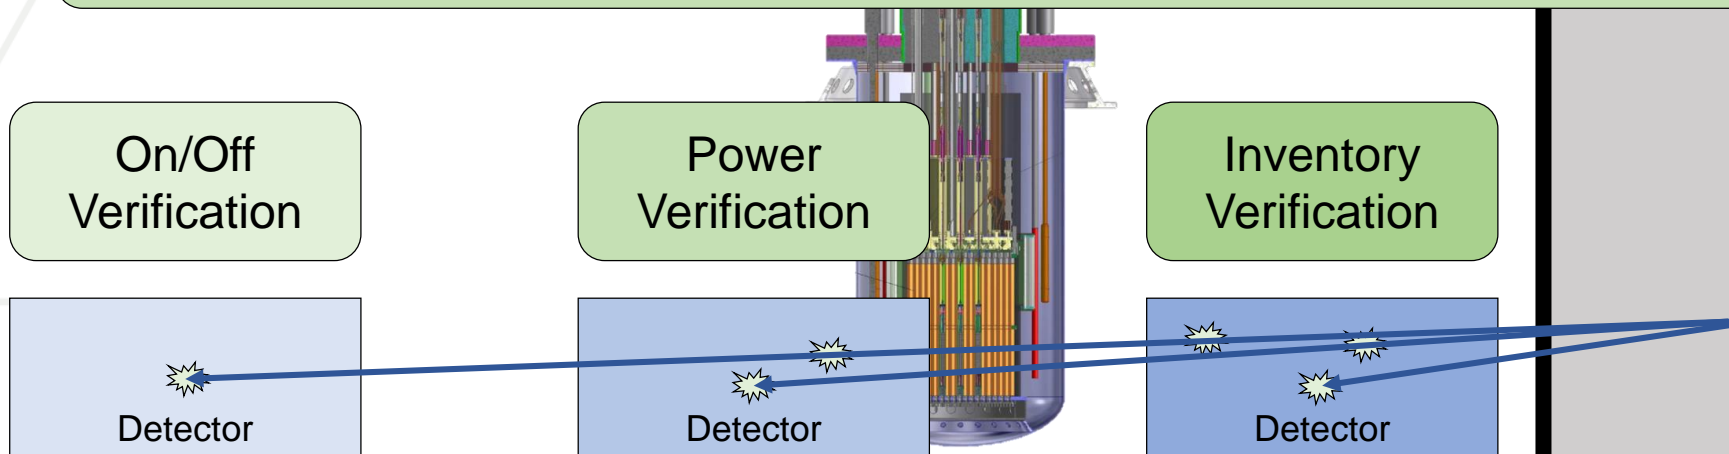 On/Off
Verification
Power
Verification
Inventory
Verification
Detector
Detector
Detector